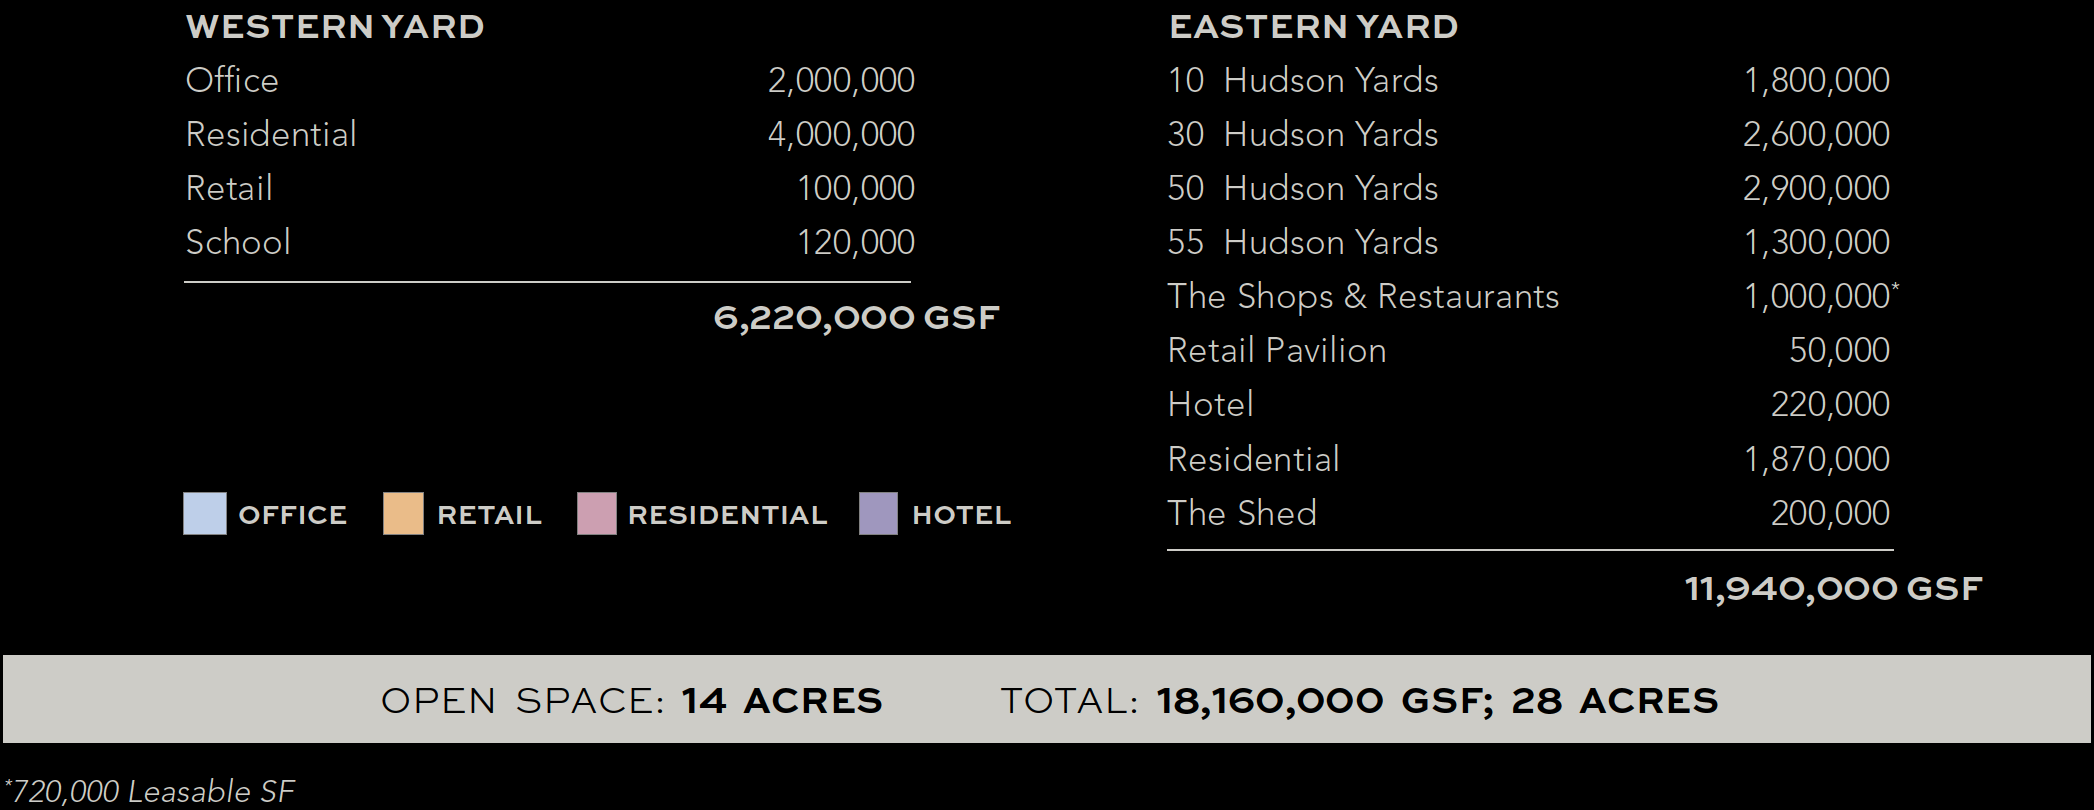 WESTERN YARD
Office 2,000,000
Residential 4,000,000
Retail 100,000
School 120,000
6,220,000 GSF
OFFICE RETAIL RESIDENTIAL HOTEL
EASTERN YARD
10 Hudson Yards 1,800,000
30 Hudson Yards 2,600,000
50 Hudson Yards 2,900,000
55 Hudson Yards 1,300,000
The Shops & Restaurants 1,000,000*
Retail Pavilion 50,000
Hotel 220,000
Residential 1,870,000
The Shed 200,000
11,940,000 GSF
OPEN SPACE: 14 ACRES TOTAL: 18,160,000 GSF; 28 ACRES
*720,000 Leasable SF